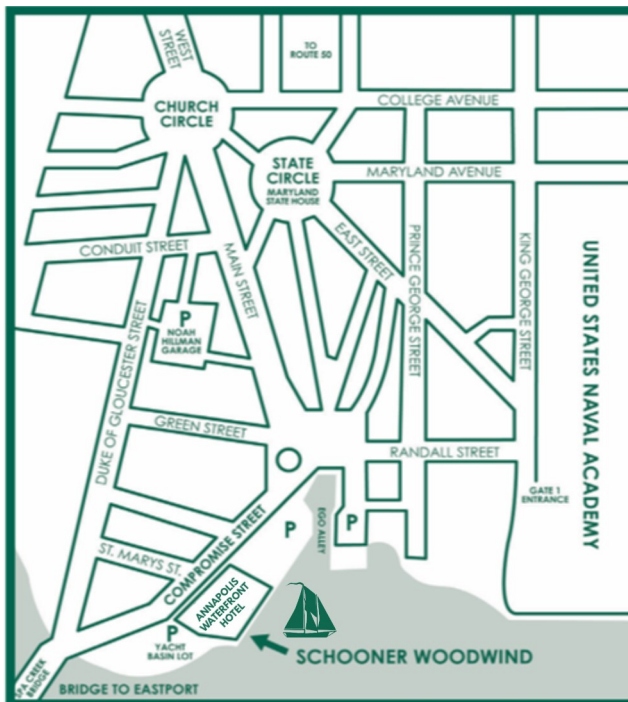 WEST
STREET
TO
ROUTE 50
CHURCH
CIRCLE
COLLEGE AVENUE
STATE
CIRCLE
MARYLAND
STATE HOUSE
MARYLAND AVENUE
CONDUIT STREET
MAIN STREET
EAST STREET
PRINCE GEORGE STREET
KING GEORGE STREET
UNITED STATES NAVAL ACADEMY
P
NOAH
HILLMAN
GARAGE
DUKE OF GLOUCESTER STREET
GREEN STREET
RANDALL STREET
GATE 1
ENTRANCE
P
EGO ALLEY
P
ST. MARYS ST.
COMPROMISE STREET
ANNAPOLIS
WATERFRONT
HOTEL
P
YACHT
BASIN LOT
SCHOONER WOODWIND
SPA CREEK
BRIDGE
BRIDGE TO EASTPORT